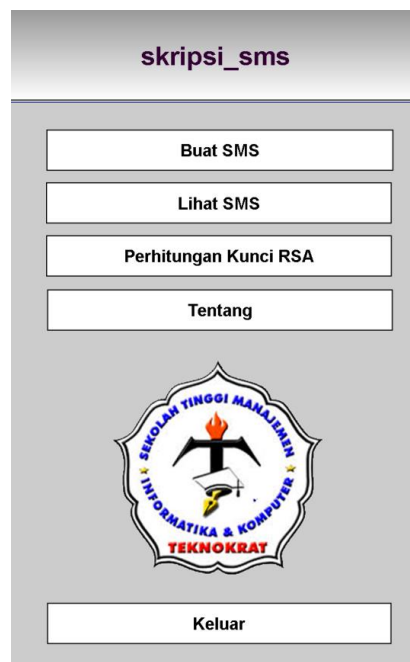 skripsi_sms
Buat SMS
Lihat SMS
Perhitungan Kunci RSA
Tentang
SEKOLAH TINGGI MANAJEMEN
INFORMATIKA & KOMPUTER
TEKNOKRAT
Keluar